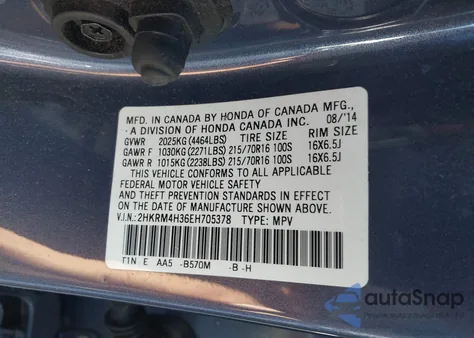 MFD. IN CANADA BY HONDA OF CANADA MFG.,
- A DIVISION OF HONDA CANADA INC. 08/'14
GVWR 2025KG (4464LBS) TIRE SIZE RIM SIZE
GAWR F 1030KG (2271LBS) 215/70R16 100S 16X6.5J
GAWR R 1015KG (2238LBS) 215/70R16 100S 16X6.5J
THIS VEHICLE CONFORMS TO ALL APPLICABLE
FEDERAL MOTOR VEHICLE SAFETY
AND BUMPER STANDARDS IN EFFECT ON
THE DATE OF MANUFACTURE SHOWN ABOVE.
V.I.N.: 2HKRM4H36EH705378 TYPE: MPV
T1N E AA5 -B570M -B -H
autoSnap